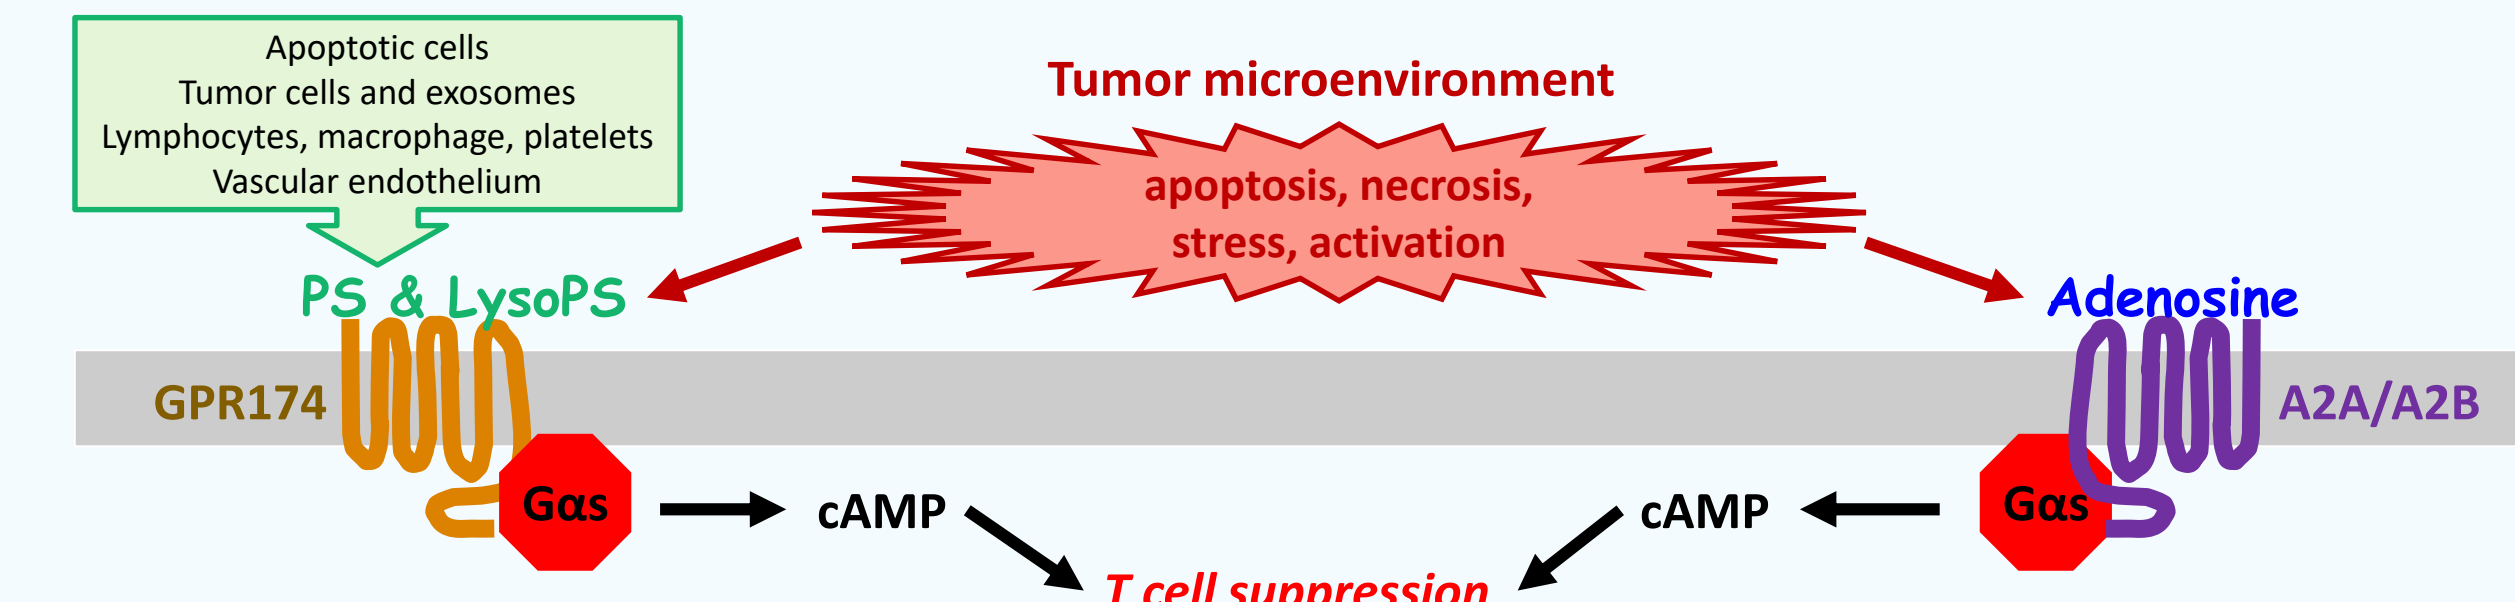 Apoptotic cells
Tumor cells and exosomes
Lymphocytes, macrophage, platelets
Vascular endothelium
Tumor microenvironment
apoptosis, necrosis,
stress, activation
PS & LysoPS
Adenosine
GPR174
A2A/A2B
Gαs
cAMP
cAMP
Gαs
T cell suppression